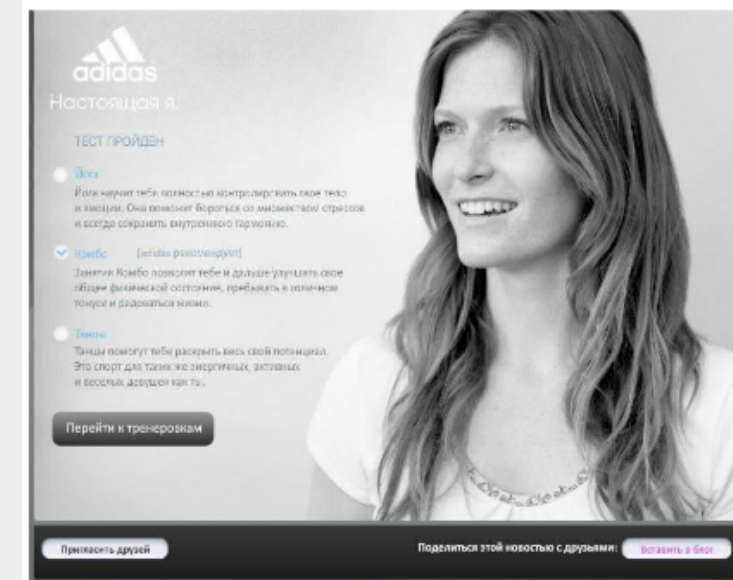 adidas
Настоящая я.
ТЕСТ ПРОЙДЕН
Йога
Йога научит тебя полностью контролировать свое тело
и эмоции. Она поможет бороться со множеством стрессов
и всегда сохранять внутреннюю гармонию.
Комбо [adidas рекомендует]
Занятия Комбо позволят тебе и дальше улучшать свое
общее физической состояние, пребывать в отличном
тонусе и радоваться жизни.
Танцы
Танцы помогут тебе раскрыть весь свой потенциал.
Это спорт для таких же энергичных, активных
и веселых девушек как ты.
Перейти к тренировкам
Пригласить друзей
Поделиться этой новостью с друзьями: Вставить в блог